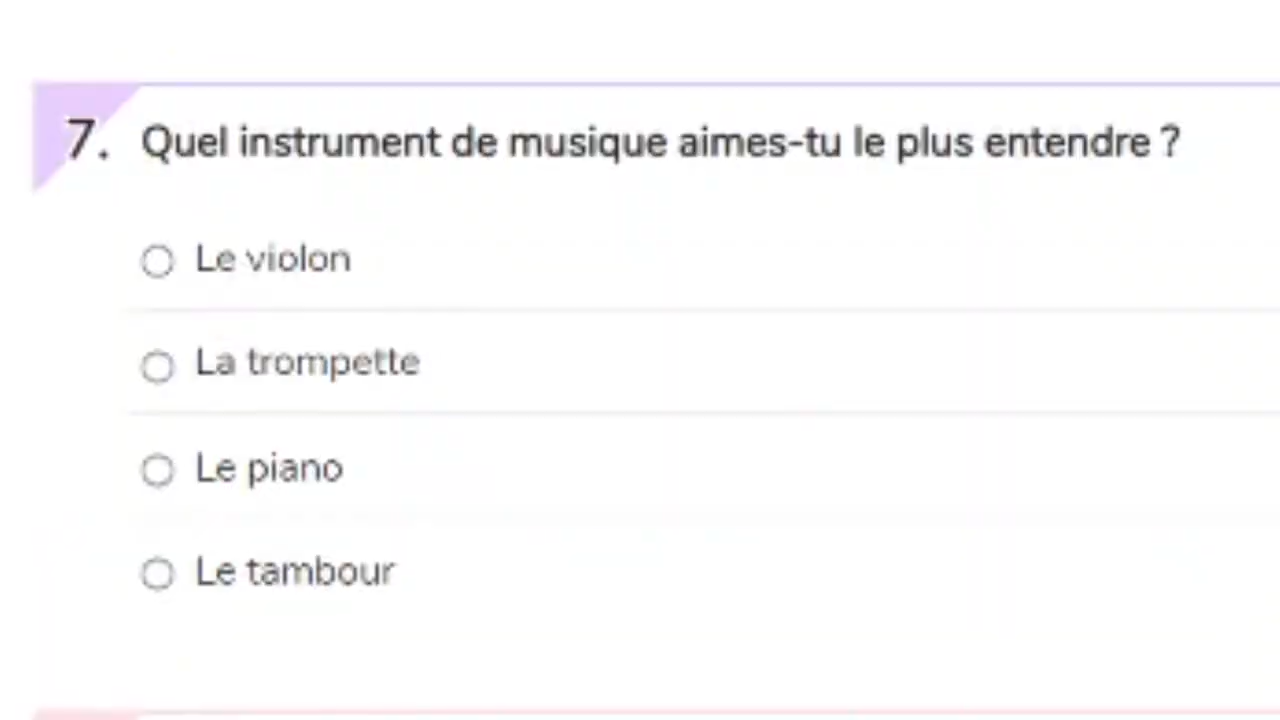 7. Quel instrument de musique aimes-tu le plus entendre ?
Le violon
La trompette
Le piano
Le tambour